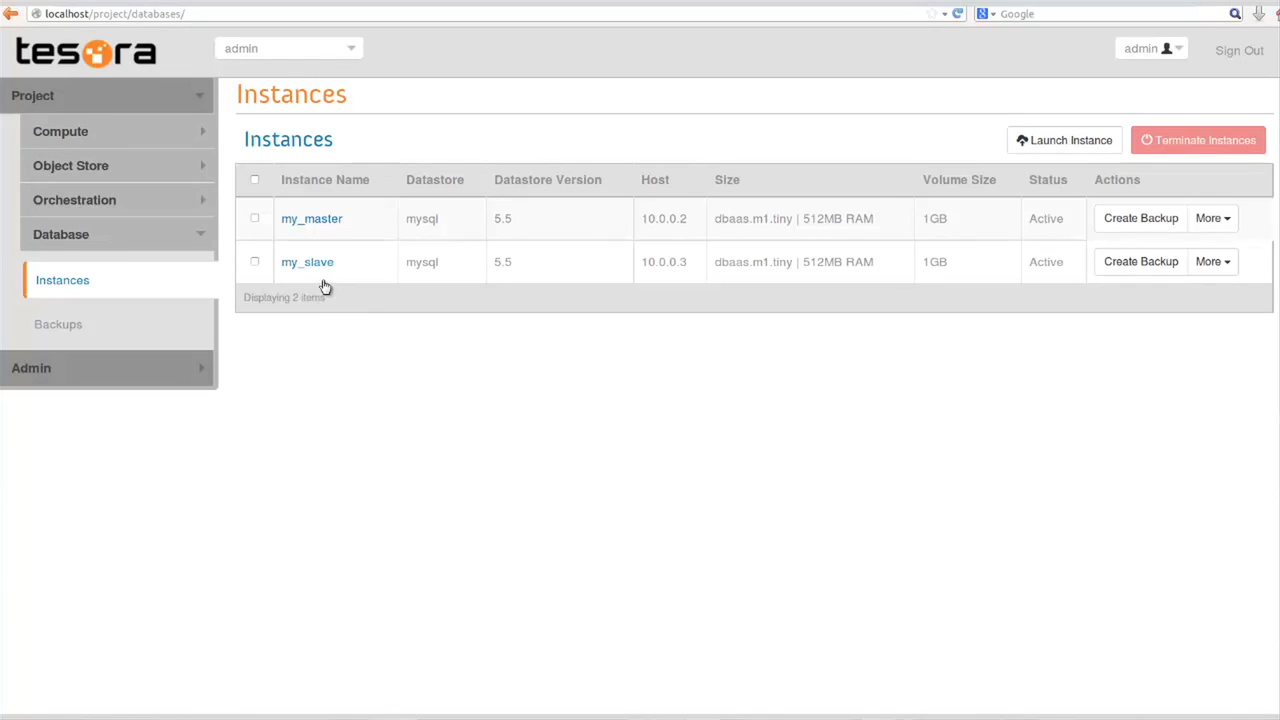 localhost/project/databases/
Google
tesora
admin
admin
Sign Out
Project
Compute
Object Store
Orchestration
Database
Instances
Backups
Admin
Instances
Instances
Launch Instance
Terminate Instances
Instance Name Datastore Datastore Version Host Size Volume Size Status Actions
my_master mysql 5.5 10.0.0.2 dbaas.m1.tiny | 512MB RAM 1GB Active Create Backup More
my_slave mysql 5.5 10.0.0.3 dbaas.m1.tiny | 512MB RAM 1GB Active Create Backup More
Displaying 2 items